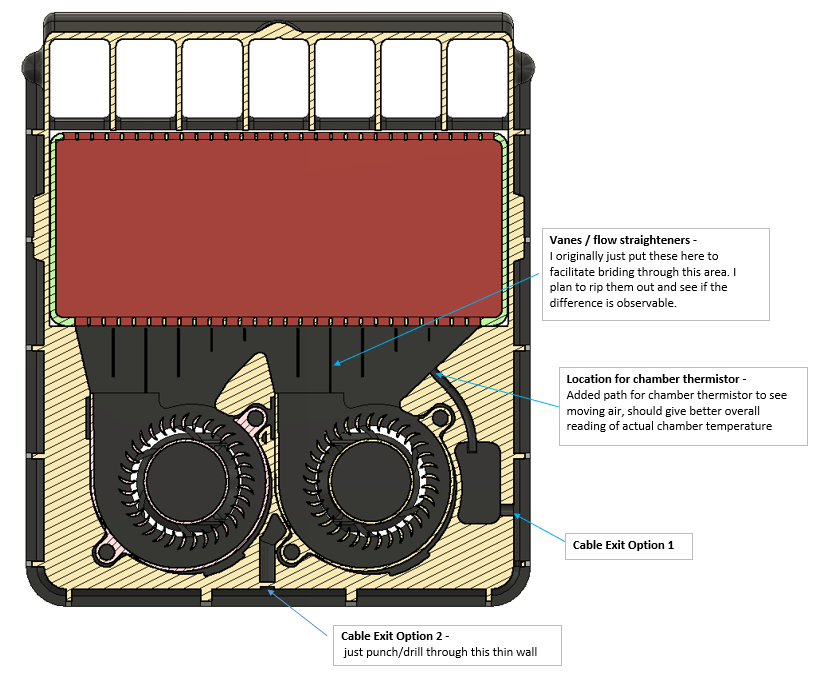 Vanes / flow straighteners -
I originally just put these here to
facilitate briding through this area. I
plan to rip them out and see if the
difference is observable.
Location for chamber thermistor -
Added path for chamber thermistor to see
moving air, should give better overall
reading of actual chamber temperature
Cable Exit Option 1
Cable Exit Option 2 -
just punch/drill through this thin wall